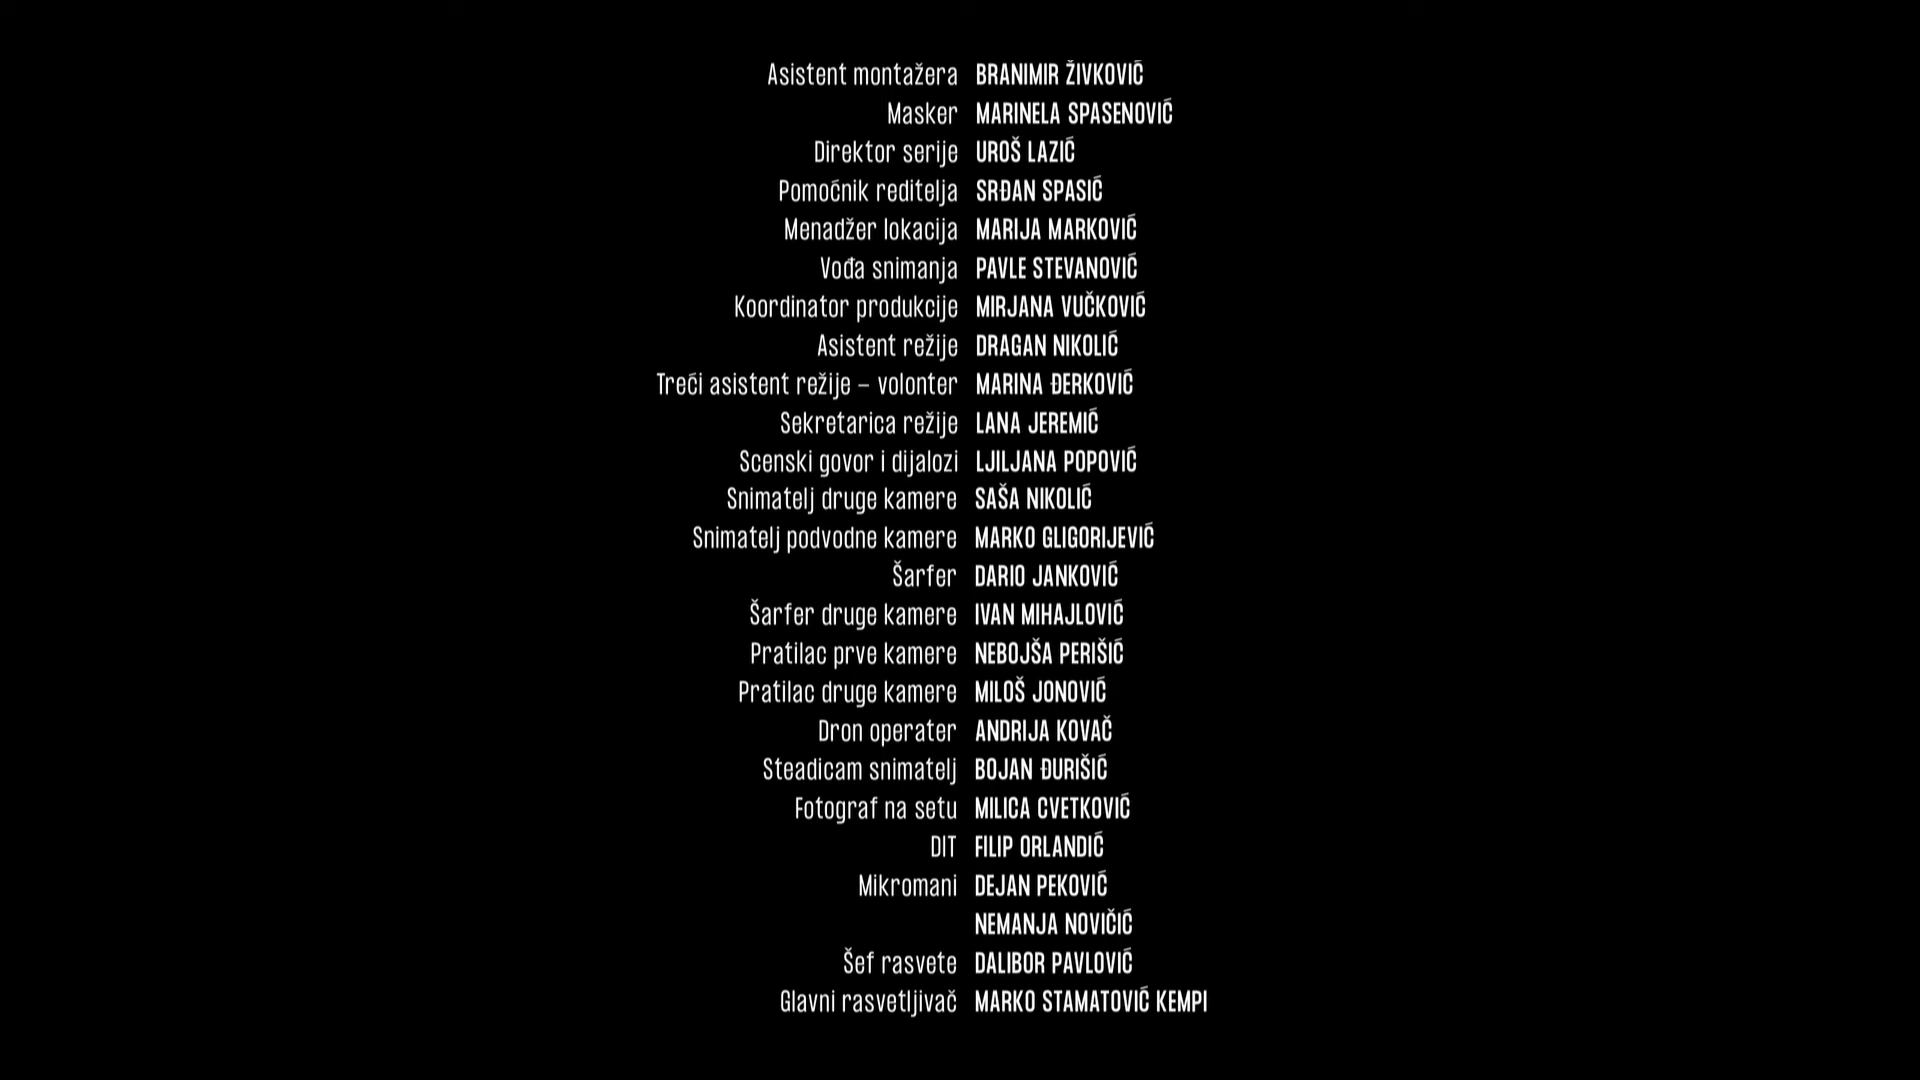 Asistent montažera BRANIMIR ŽIVKOVIĆ
Masker MARINELA SPASENOVIĆ
Direktor serije UROŠ LAZIĆ
Pomoćnik reditelja SRĐAN SPASIĆ
Menadžer lokacija MARIJA MARKOVIĆ
Vođa snimanja PAVLE STEVANOVIĆ
Koordinator produkcije MIRJANA VUČKOVIĆ
Asistent režije DRAGAN NIKOLIĆ
Treći asistent režije – volonter MARINA ĐERKOVIĆ
Sekretarica režije LANA JEREMIĆ
Scenski govor i dijalozi LJILJANA POPOVIĆ
Snimatelj druge kamere SAŠA NIKOLIĆ
Snimatelj podvodne kamere MARKO GLIGORIJEVIĆ
Šarfer DARIO JANKOVIĆ
Šarfer druge kamere IVAN MIHAJLOVIĆ
Pratilac prve kamere NEBOJŠA PERIŠIĆ
Pratilac druge kamere MILOŠ JONOVIĆ
Dron operater ANDRIJA KOVAČ
Steadicam snimatelj BOJAN ĐURIŠIĆ
Fotograf na setu MILICA CVETKOVIĆ
DIT FILIP ORLANDIĆ
Mikromani DEJAN PEKOVIĆ
NEMANJA NOVIČIĆ
Šef rasvete DALIBOR PAVLOVIĆ
Glavni rasvetljivač MARKO STAMATOVIĆ KEMPI